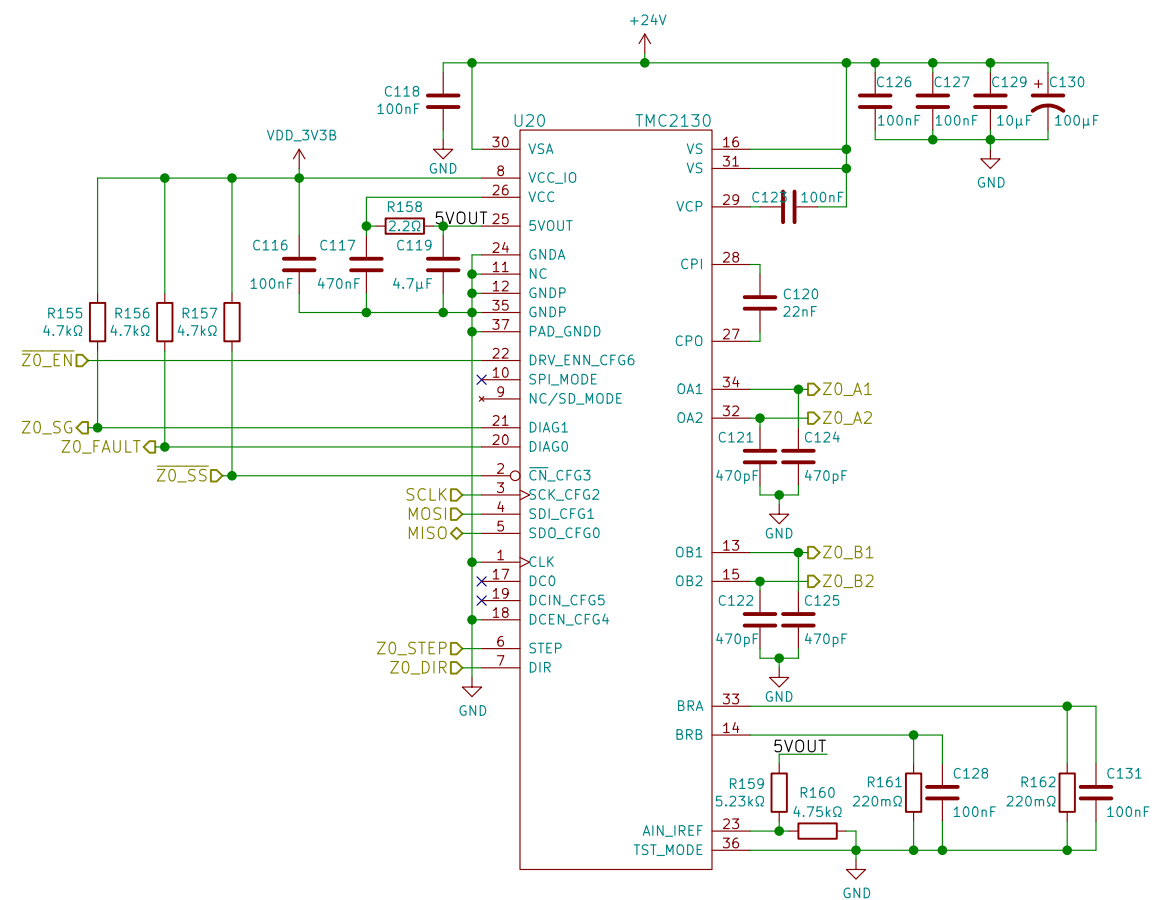 +24V
C118
100nF
GND
C126
100nF
C127
100nF
C129
10µF
+
C130
100µF
GND
U20
TMC2130
VDD_3V3B
30 VSA
8 VCC_IO
26 VCC
25 5VOUT
24 GNDA
11 NC
12 GNDP
35 GNDP
37 PAD_GNDD
22 DRV_ENN_CFG6
10 SPI_MODE
9 NC/SD_MODE
21 DIAG1
20 DIAG0
2 CN_CFG3
3 SCK_CFG2
4 SDI_CFG1
5 SDO_CFG0
1 CLK
17 DCO
19 DCIN_CFG5
18 DCEN_CFG4
6 STEP
7 DIR
VS 16
VS 31
VCP 29
CPI 28
CPO 27
OA1 34
OA2 32
OB1 13
OB2 15
BRA 33
BRB 14
AIN_IREF 23
TST_MODE 36
R158
2.2Ω
5VOUT
C116
100nF
C117
470nF
C119
4.7µF
R155
4.7kΩ
R156
4.7kΩ
R157
4.7kΩ
Z0_EN
Z0_SG
Z0_FAULT
Z0_SS
SCLK
MOSI
MISO
Z0_STEP
Z0_DIR
GND
C123
100nF
C120
22nF
Z0_A1
Z0_A2
C121
470pF
C124
470pF
GND
Z0_B1
Z0_B2
C122
470pF
C125
470pF
GND
5VOUT
R159
5.23kΩ
R160
4.75kΩ
R161
220mΩ
C128
100nF
R162
220mΩ
C131
100nF
GND